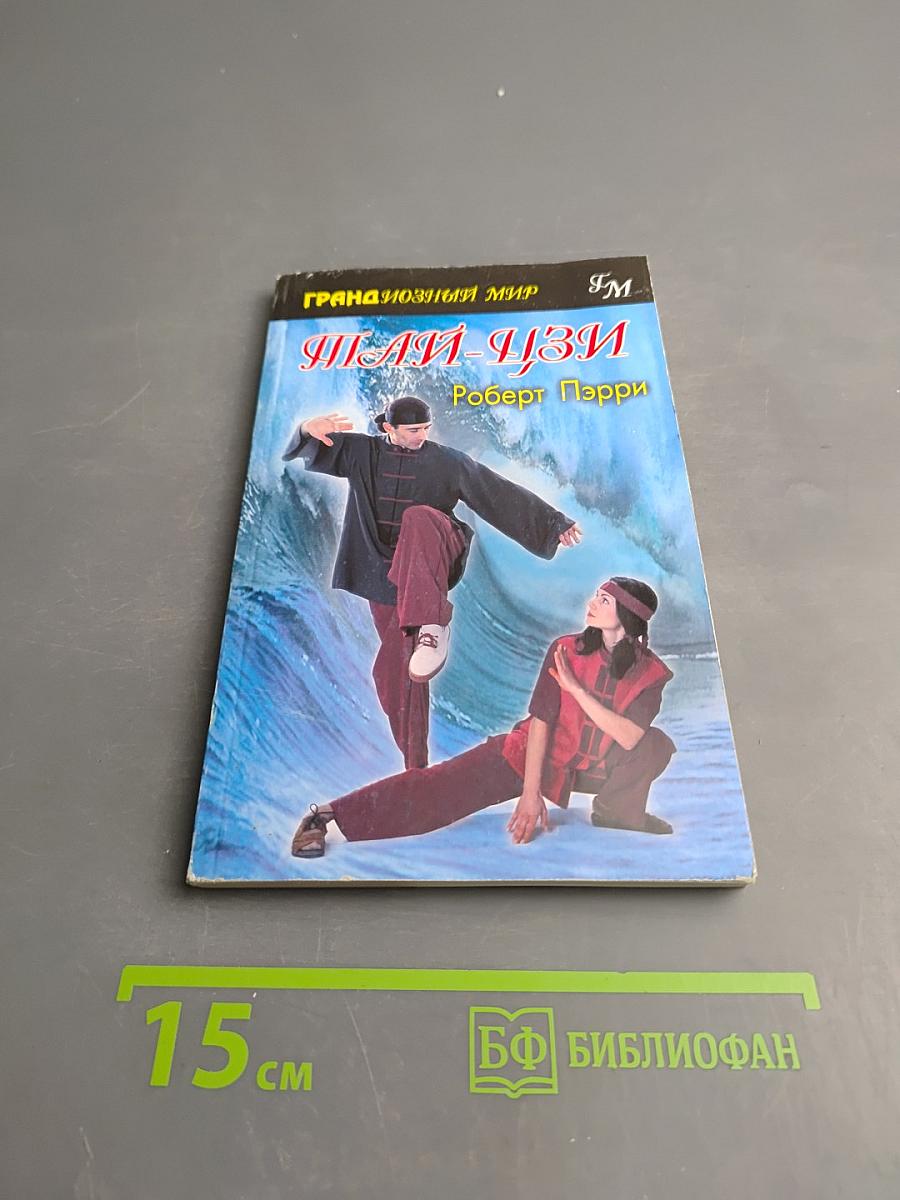 ГРАНДИОЗНЫЙ МИР
ГМ
ТАЙ-ЦЗИ
Роберт Пэрри
15 см
БФ БИБЛИОФАН